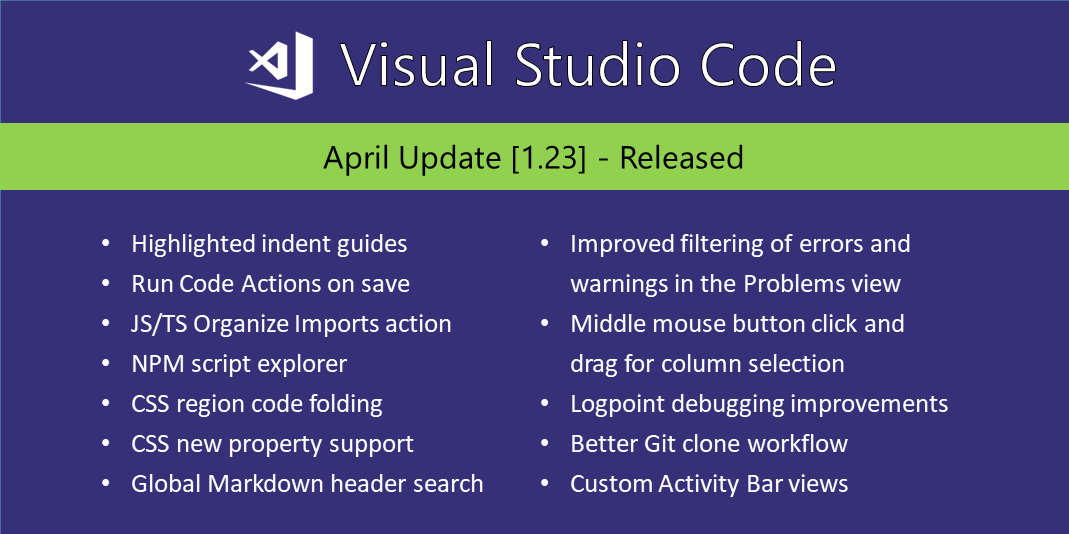 Visual Studio Code
April Update [1.23] - Released
• Highlighted indent guides
• Run Code Actions on save
• JS/TS Organize Imports action
• NPM script explorer
• CSS region code folding
• CSS new property support
• Global Markdown header search
• Improved filtering of errors and
warnings in the Problems view
• Middle mouse button click and
drag for column selection
• Logpoint debugging improvements
• Better Git clone workflow
• Custom Activity Bar views